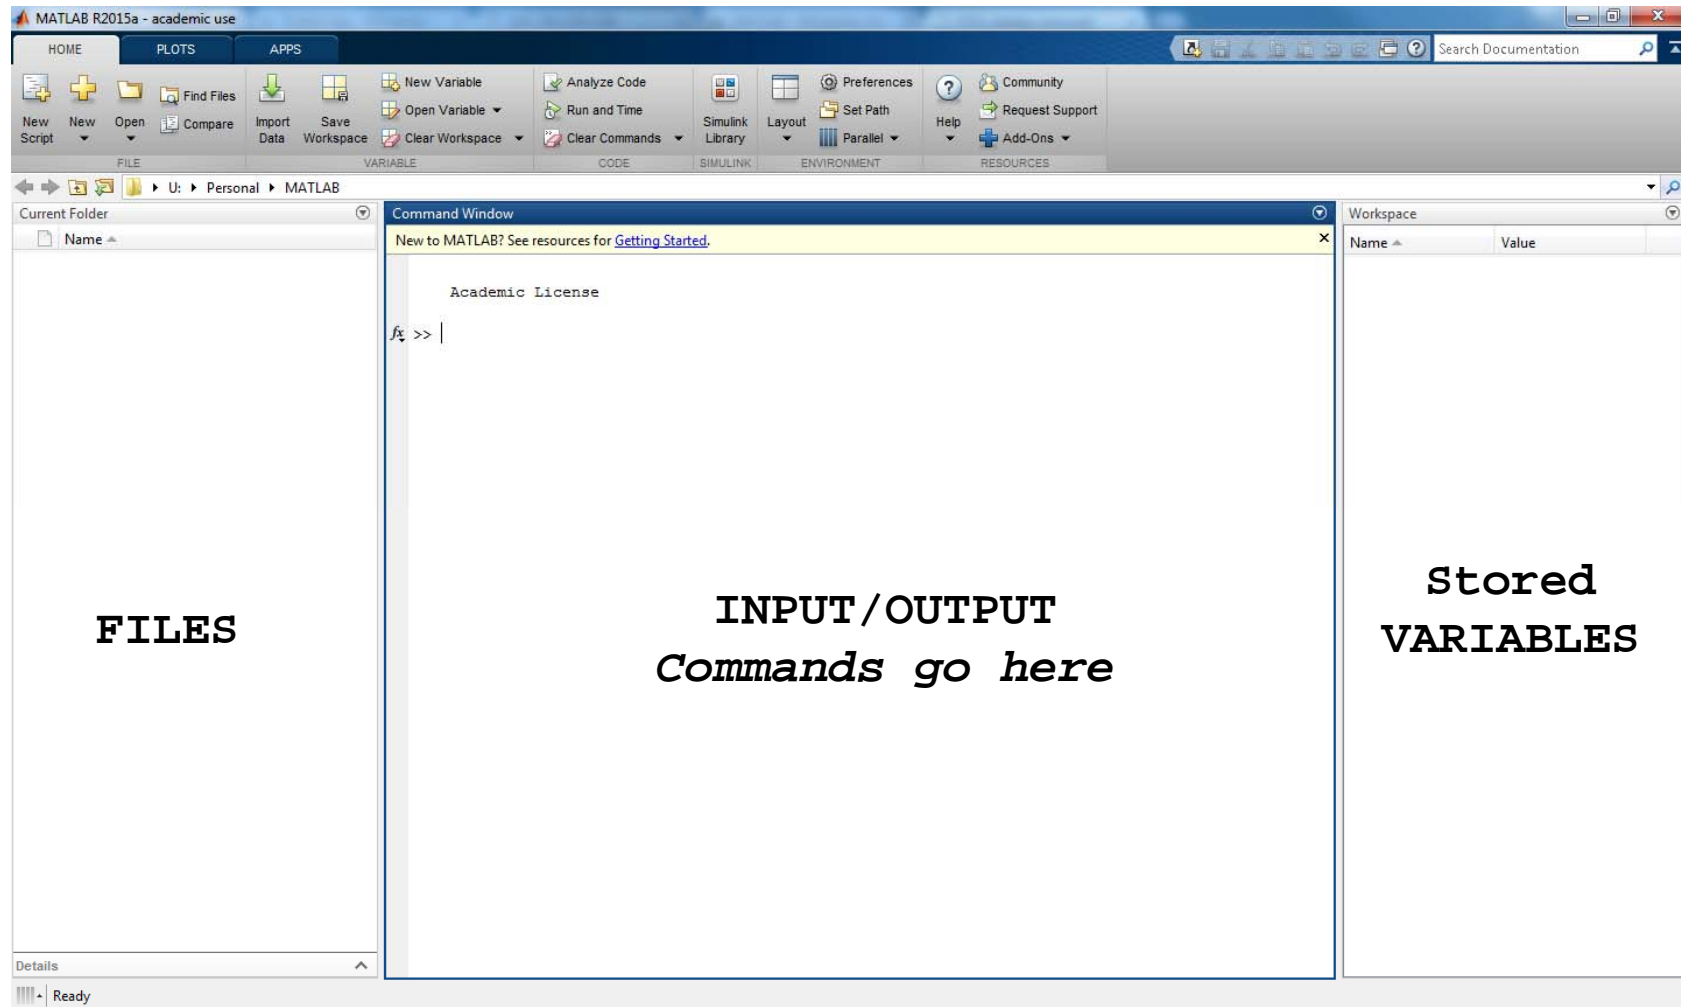 MATLAB R2015a - academic use
HOME PLOTS APPS
Search Documentation
New Script
New
Open
Find Files
Compare
FILE
Import Data
Save Workspace
New Variable
Open Variable
Clear Workspace
VARIABLE
Analyze Code
Run and Time
Clear Commands
CODE
Simulink Library
SIMULINK
Layout
Preferences
Set Path
Parallel
ENVIRONMENT
Help
Community
Request Support
Add-Ons
RESOURCES
U: Personal MATLAB
Current Folder
Name
Command Window
New to MATLAB? See resources for Getting Started.
Academic License
fx >>
Workspace
Name Value
FILES
INPUT/OUTPUT
Commands go here
Stored
VARIABLES
Details
Ready